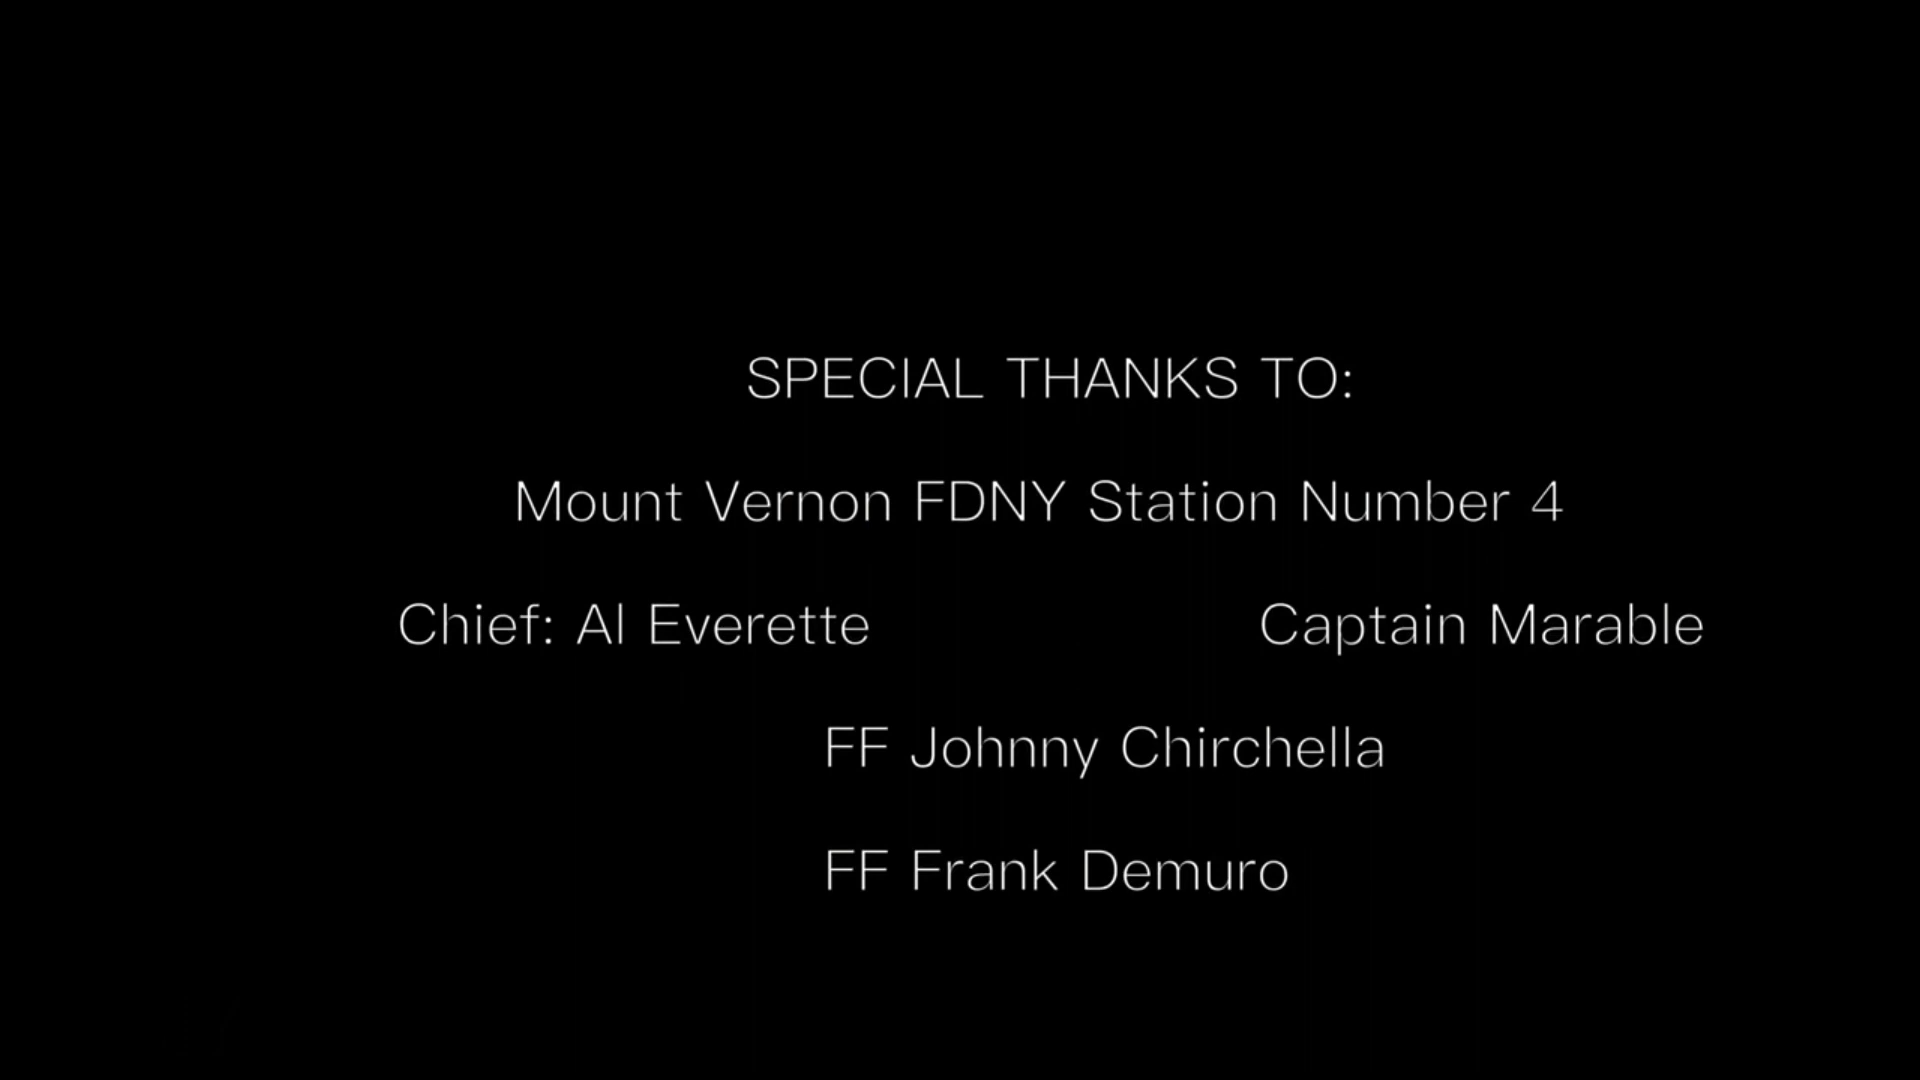 SPECIAL THANKS TO:
Mount Vernon FDNY Station Number 4
Chief: Al Everette Captain Marable
FF Johnny Chirchella
FF Frank Demuro